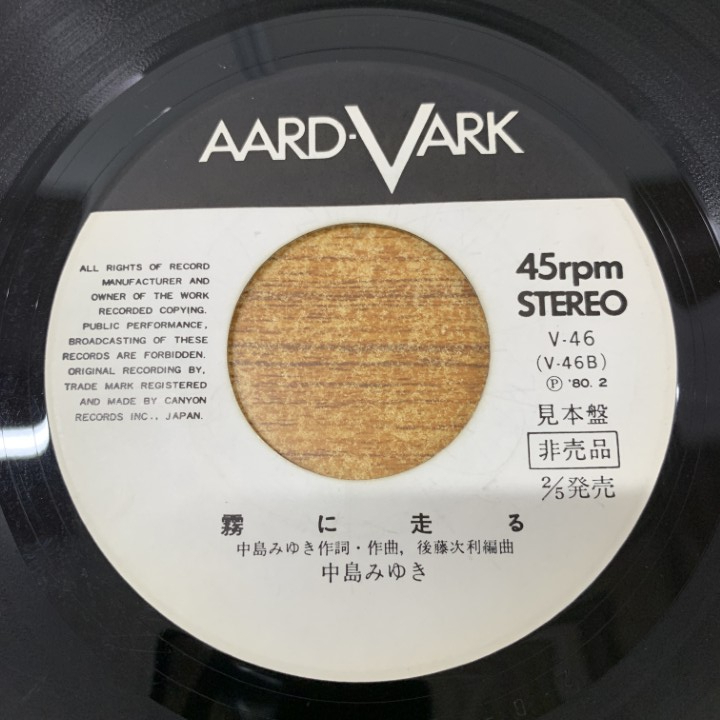 AARD-VARK
ALL RIGHTS OF RECORD
MANUFACTURER AND
OWNER OF THE WORK
RECORDED COPYING.
PUBLIC PERFORMANCE,
BROADCASTING OF THESE
RECORDS ARE FORBIDDEN.
ORIGINAL RECORDING BY,
TRADE MARK REGISTERED
AND MADE BY CANYON
RECORDS INC., JAPAN.
45rpm
STEREO
V-46
(V-46B)
Ⓟ '80. 2
見本盤
非売品
2/5発売
霧に走る
中島みゆき作詞・作曲, 後藤次利編曲
中島みゆき